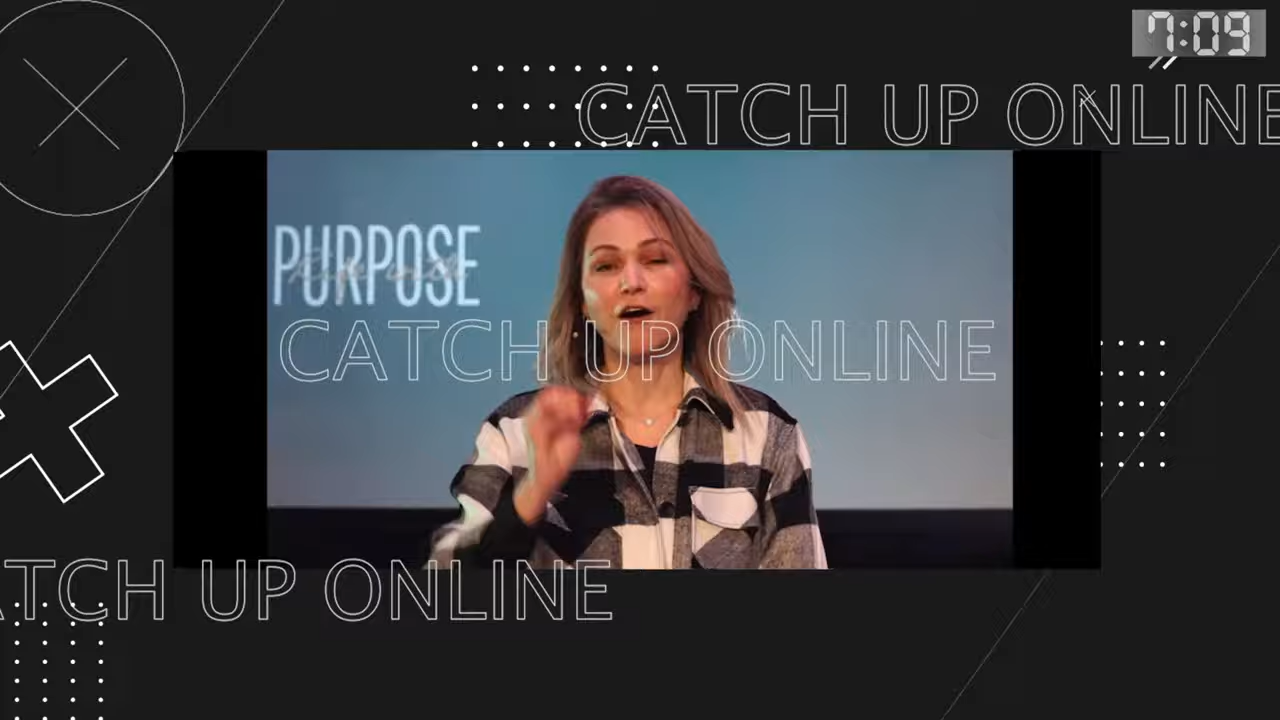 7:09
CATCH UP ONLINE
PURPOSE
CATCH UP ONLINE
ATCH UP ONLINE